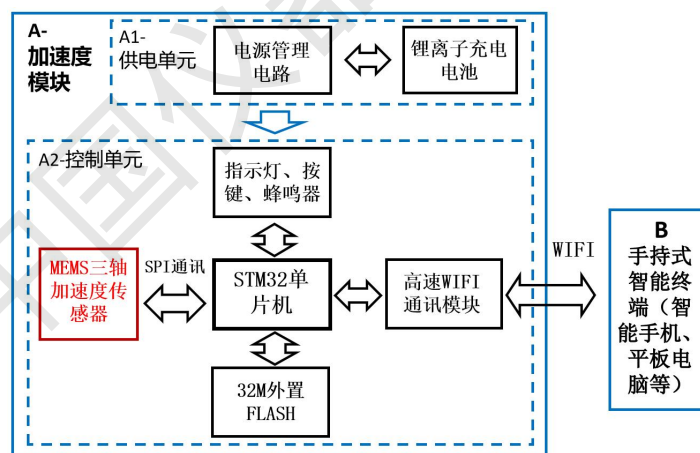 A-
加速度
模块
A1-
供电单元
电源管理
电路
锂离子充电
电池
A2-控制单元
指示灯、按
键、蜂鸣器
MEMS三轴
加速度传
感器
SPI通讯
STM32单
片机
高速WIFI
通讯模块
WIFI
32M外置
FLASH
B
手持式
智能终
端（智
能手机、
平板电
脑等）